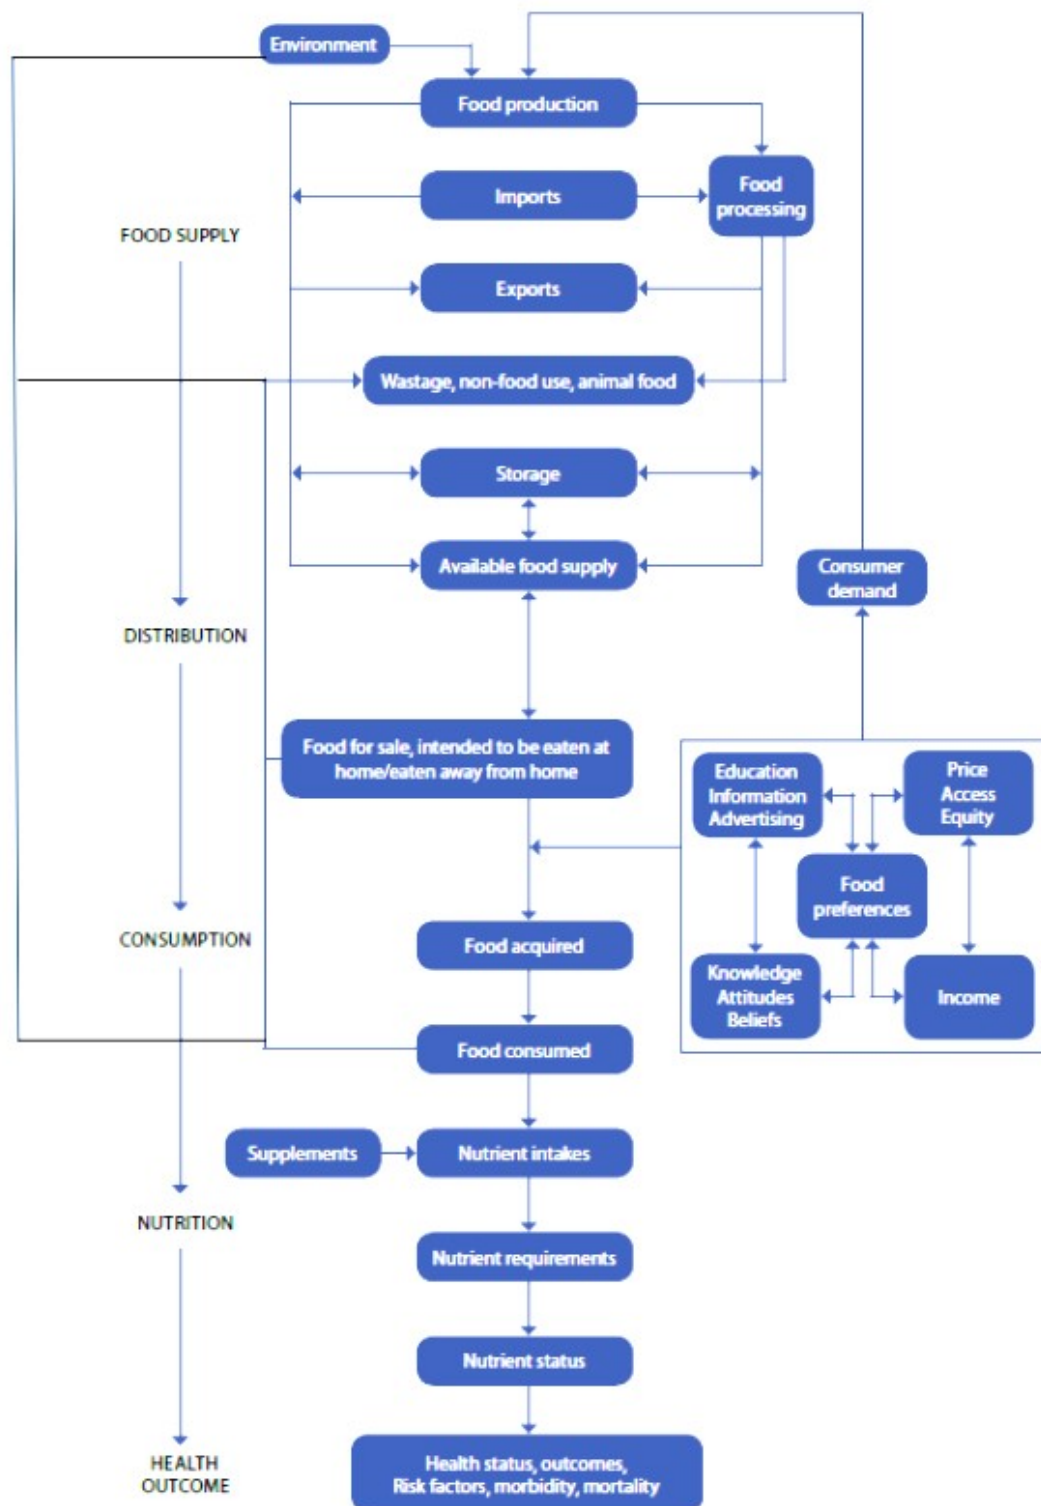 Environment
Food production
Imports
Food
processing
FOOD SUPPLY
Exports
Wastage, non-food use, animal food
Storage
Available food supply
Consumer
demand
DISTRIBUTION
Food for sale, intended to be eaten at
home/eaten away from home
Education
Information
Advertising
Price
Access
Equity
Food
preferences
CONSUMPTION
Food acquired
Knowledge
Attitudes
Beliefs
Income
Food consumed
Supplements
Nutrient intakes
NUTRITION
Nutrient requirements
Nutrient status
HEALTH
OUTCOME
Health status, outcomes,
Risk factors, morbidity, mortality